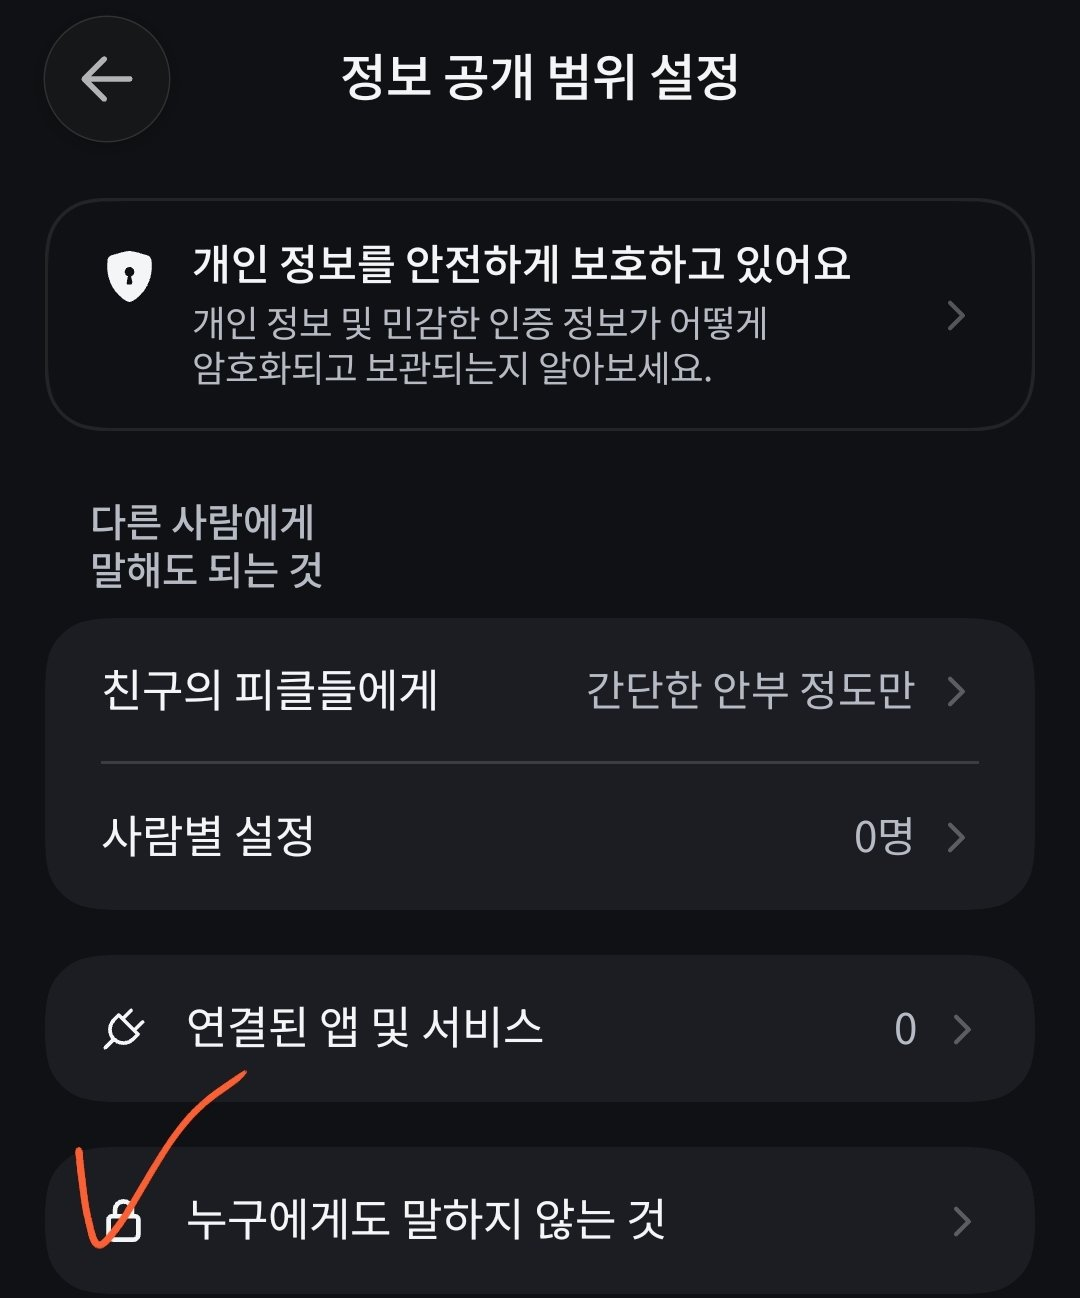 정보 공개 범위 설정
개인 정보를 안전하게 보호하고 있어요
개인 정보 및 민감한 인증 정보가 어떻게
암호화되고 보관되는지 알아보세요.
다른 사람에게
말해도 되는 것
친구의 피클들에게 간단한 안부 정도만
사람별 설정 0명
연결된 앱 및 서비스 0
누구에게도 말하지 않는 것